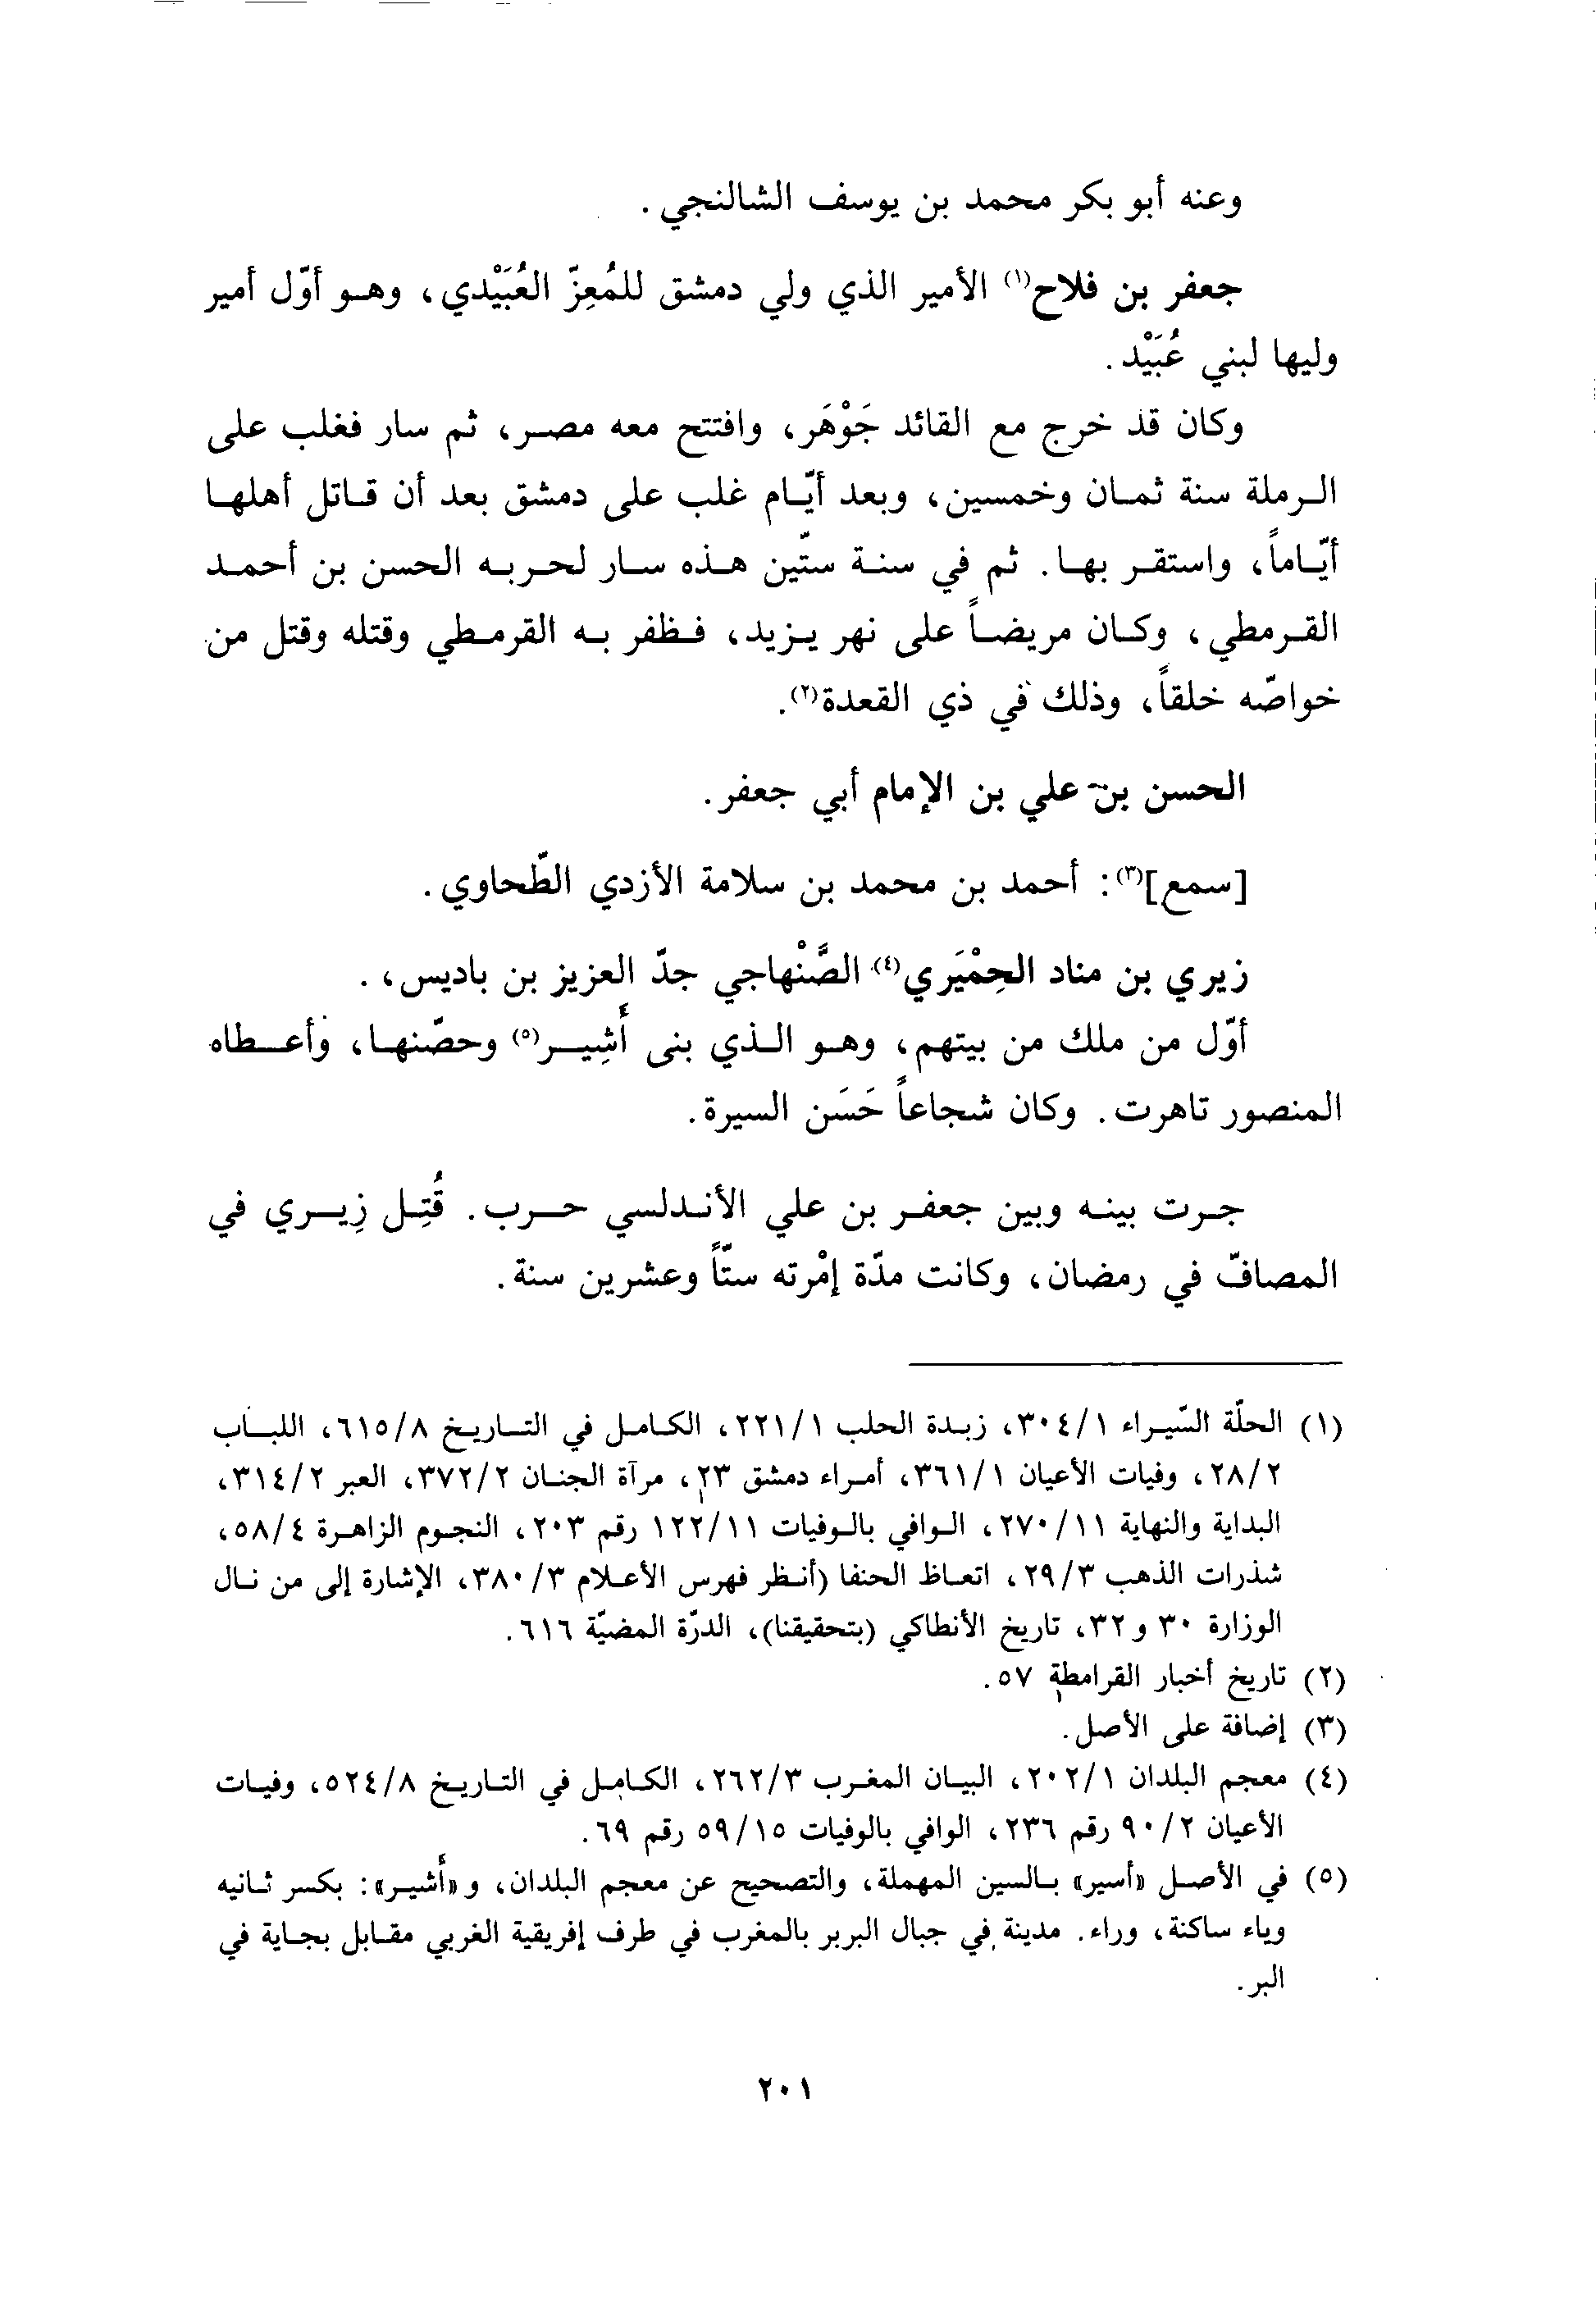 وعنه أبو بكر محمد بن يوسف الشالنجي.
جعفر بن فلاح(١) الأمير الذي ولي دمشق للمُعِزّ العُبَيْدي، وهو أوّل أمير
وليها لبني عُبَيْد.
وكان قد خرج مع القائد جَوْهَر، وافتتح معه مصر، ثم سار فغلب على
الرملة سنة ثمان وخمسين، وبعد أيّام غلب على دمشق بعد أن قاتل أهلها
أيّاماً، واستقر بها. ثم في سنة ستّين هذه سار لحربه الحسن بن أحمد
القرمطي، وكان مريضاً على نهر يزيد، فظفر به القرمطي وقتله وقتل من
خواصّه خلقاً، وذلك في ذي القعدة(٢).
الحسن بن علي بن الإمام أبي جعفر.
[سمع](٣): أحمد بن محمد بن سلامة الأزدي الطّحاوي.
زيري بن مناد الحِمْيَري(٤) الصَّنْهاجي جدّ العزيز بن باديس،.
أوّل من ملك من بيتهم، وهو الذي بنى أَشِير(٥) وحصّنها، وأعطاه
المنصور تاهرت. وكان شجاعاً حَسَن السيرة.
جرت بينه وبين جعفر بن علي الأندلسي حرب. قُتِل زِيري في
المصافّ في رمضان، وكانت مدّة إمْرته ستّاً وعشرين سنة.
(١) الحلّة السّيراء ٣٠٤/١، زبدة الحلب ٢٢١/١، الكامل في التاريخ ٦١٥/٨، اللباب
٢٨/٢، وفيات الأعيان ٣٦١/١، أمراء دمشق ٢٣، مرآة الجنان ٣٧٢/٢، العبر ٣١٤/٢،
البداية والنهاية ٢٧٠/١١، الوافي بالوفيات ١٢٢/١١ رقم ٢٠٣، النجوم الزاهرة ٥٨/٤،
شذرات الذهب ٢٩/٣، اتعاظ الحنفا (أنظر فهرس الأعلام ٣٨٠/٣، الإشارة إلى من نال
الوزارة ٣٠ و ٣٢، تاريخ الأنطاكي (بتحقيقنا)، الدرّة المضيّة ٦١٦.
(٢) تاريخ أخبار القرامطة ٥٧.
(٣) إضافة على الأصل.
(٤) معجم البلدان ٢٠٢/١، البيان المغرب ٢٦٢/٣، الكامل في التاريخ ٥٢٤/٨، وفيات
الأعيان ٩٠/٢ رقم ٢٣٦، الوافي بالوفيات ٥٩/١٥ رقم ٦٩.
(٥) في الأصل «أسير» بالسين المهملة، والتصحيح عن معجم البلدان، و«أَشير»: بكسر ثانيه
وياء ساكنة، وراء. مدينة في جبال البربر بالمغرب في طرف إفريقية الغربي مقابل بجاية في
البر.
٢٠١